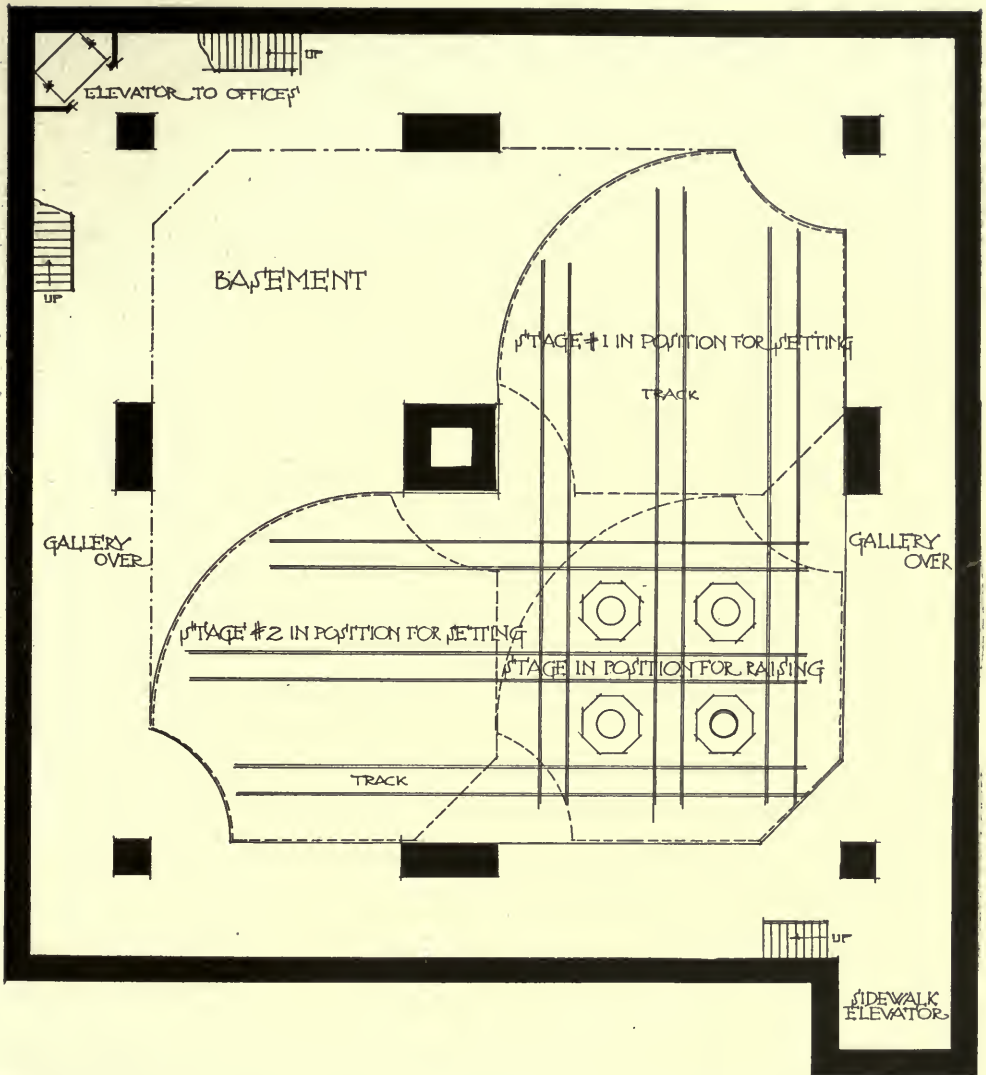 UP
ELEVATOR TO OFFICES
BASEMENT
UP
STAGE #1 IN POSITION FOR SETTING
TRACK
GALLERY
OVER
GALLERY
OVER
STAGE #2 IN POSITION FOR SETTING
STAGE IN POSITION FOR RAISING
TRACK
UP
SIDEWALK
ELEVATOR